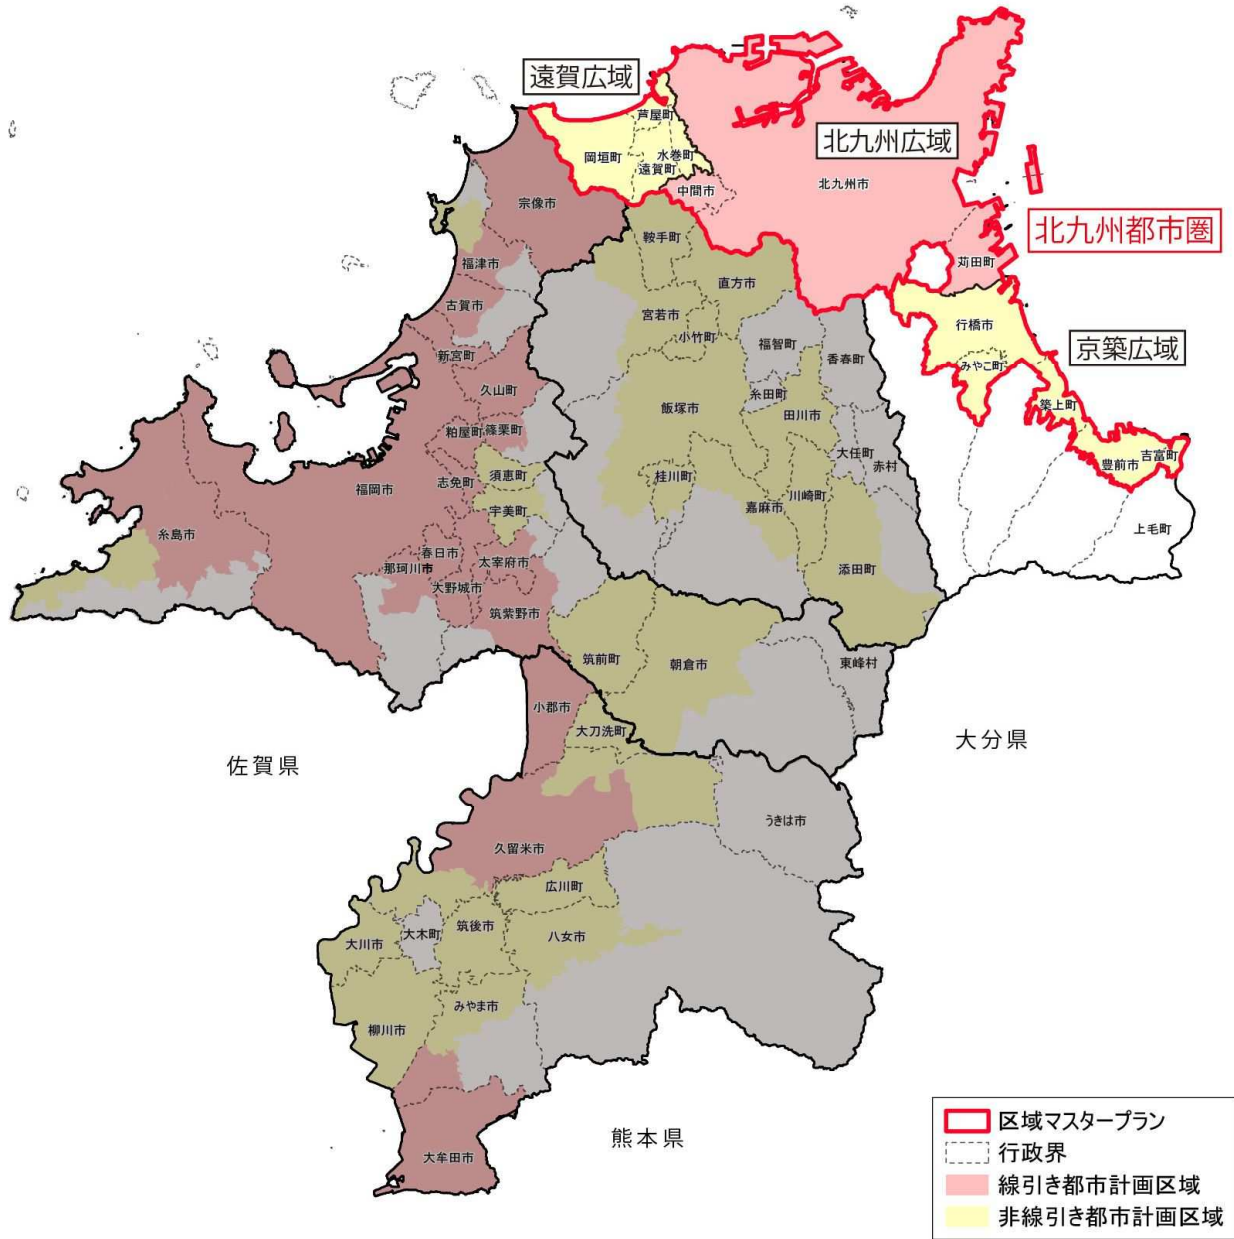 遠賀広域
芦屋町
岡垣町
水巻町
遠賀町
中間市
北九州広域
北九州市
北九州都市圏
苅田町
行橋市
京築広域
みやこ町
築上町
吉富町
豊前市
上毛町
宗像市
福津市
古賀市
新宮町
久山町
粕屋町
篠栗町
志免町
須恵町
宇美町
福岡市
糸島市
春日市
那珂川市
大野城市
太宰府市
筑紫野市
鞍手町
直方市
宮若市
小竹町
福智町
香春町
飯塚市
糸田町
田川市
大任町
赤村
桂川町
嘉麻市
川崎町
添田町
筑前町
朝倉市
東峰村
小郡市
大刀洗町
佐賀県
大分県
うきは市
久留米市
広川町
大川市
大木町
筑後市
八女市
柳川市
みやま市
大牟田市
熊本県
区域マスタープラン
行政界
線引き都市計画区域
非線引き都市計画区域